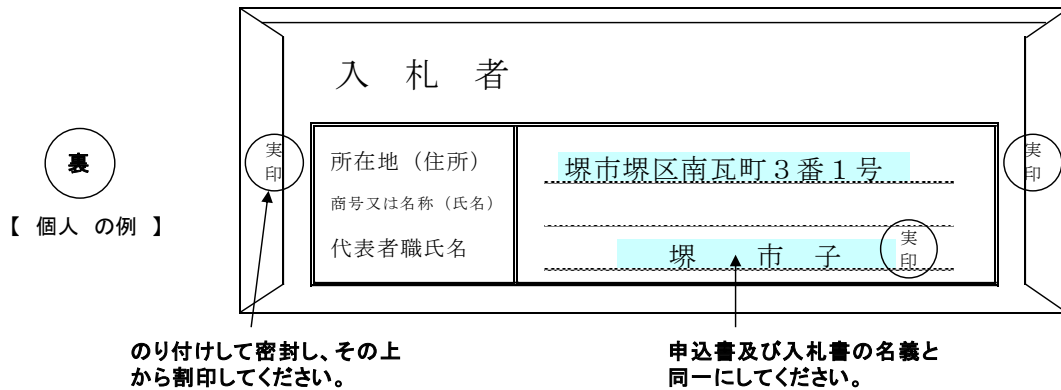 入札者
裏
【 個人 の例 】
実印
所在地（住所）
堺市堺区南瓦町３番１号
実印
商号又は名称（氏名）
代表者職氏名
堺 市 子
実印
のり付けして密封し、その上
から割印してください。
申込書及び入札書の名義と
同一にしてください。